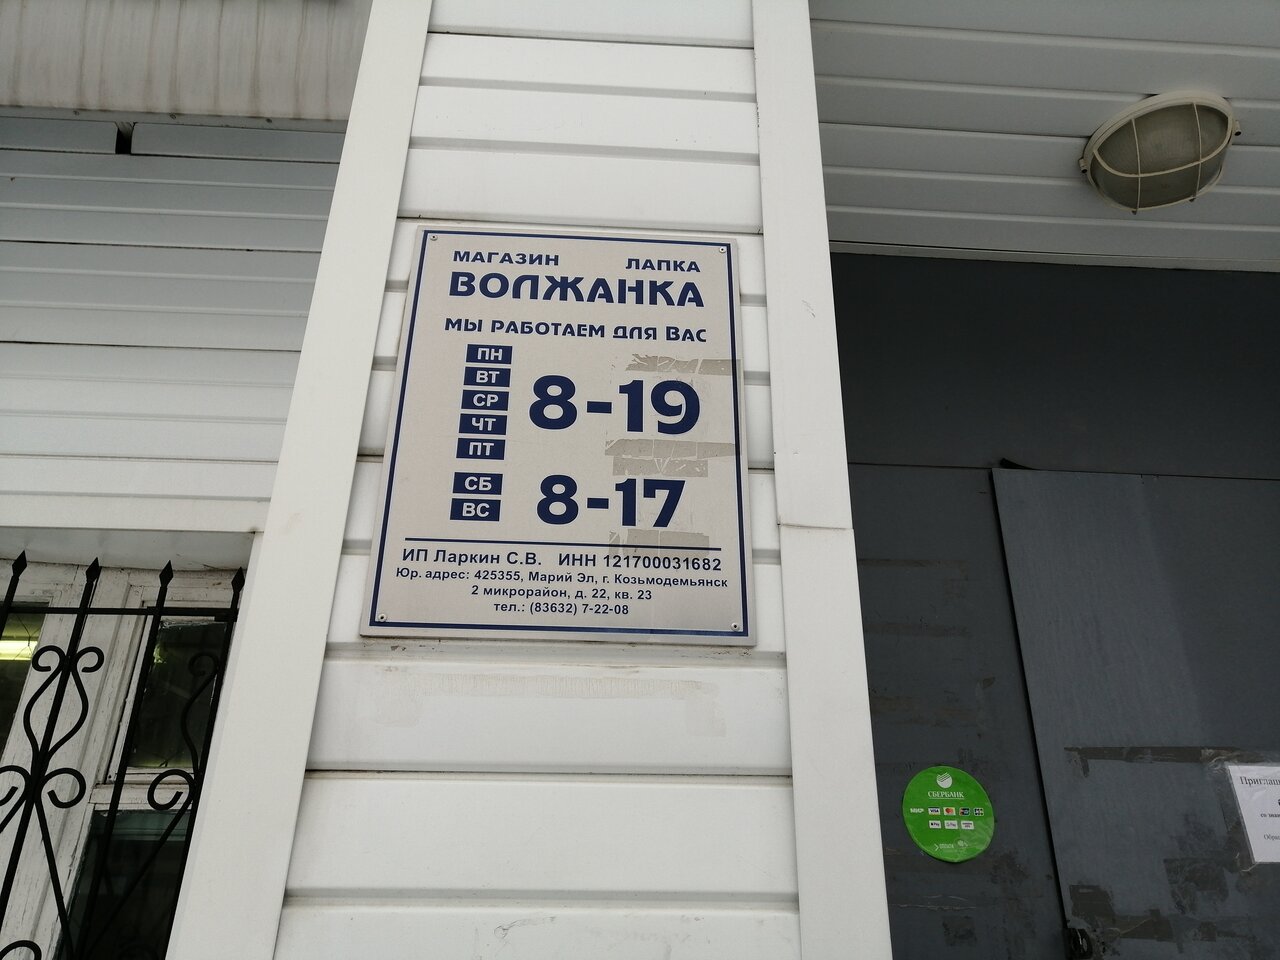 МАГАЗИН ЛАПКА
ВОЛЖАНКА
МЫ РАБОТАЕМ ДЛЯ ВАС
ПН
ВТ
СР
ЧТ
ПТ
8-19
СБ
ВС
8-17
ИП Ларкин С.В. ИНН 121700031682
Юр. адрес: 425355, Марий Эл, г. Козьмодемьянск
2 микрорайон, д. 22, кв. 23
тел.: (83632) 7-22-08
СБЕРБАНК
МИР VISA